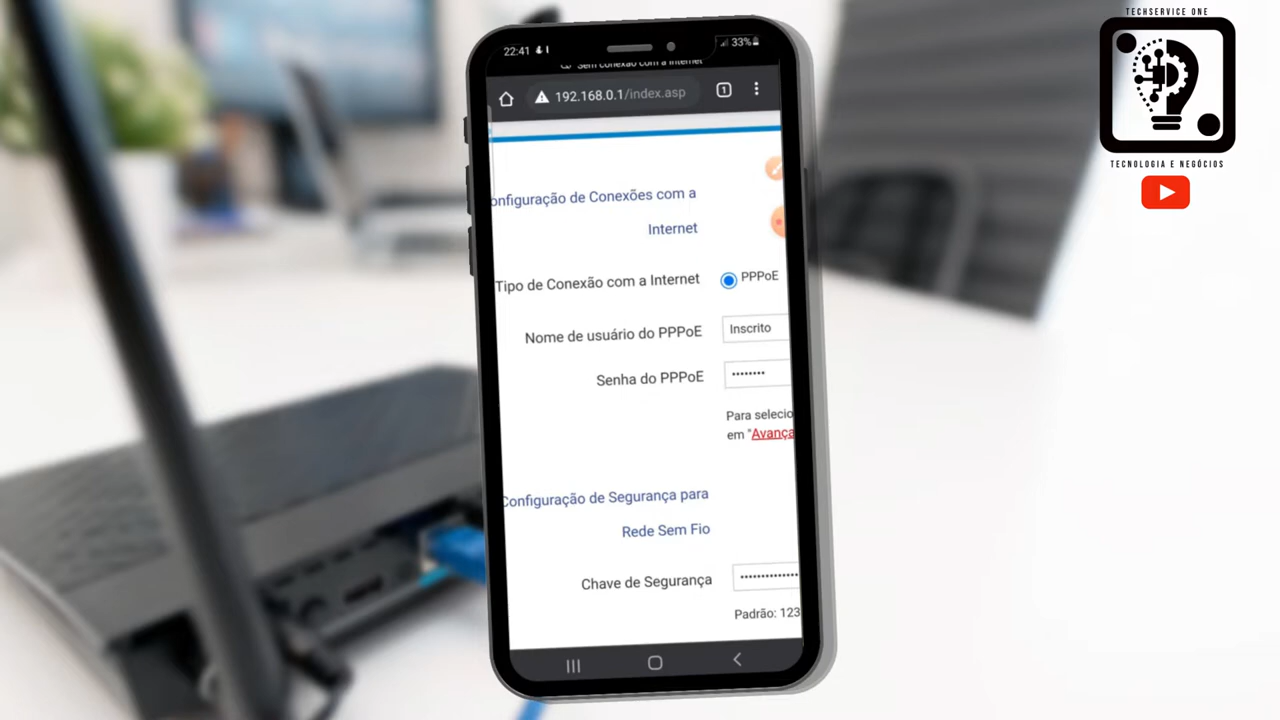 TECHSERVICE ONE
TECNOLOGIA E NEGÓCIOS
22:41
33%
Sem conexão com a Internet
192.168.0.1/index.asp
1
onfiguração de Conexões com a
Internet
Tipo de Conexão com a Internet
PPPoE
Nome de usuário do PPPoE
Inscrito
Senha do PPPoE
••••••••
Para selecio
em "Avança
Configuração de Segurança para
Rede Sem Fio
Chave de Segurança
••••••••••••••
Padrão: 123